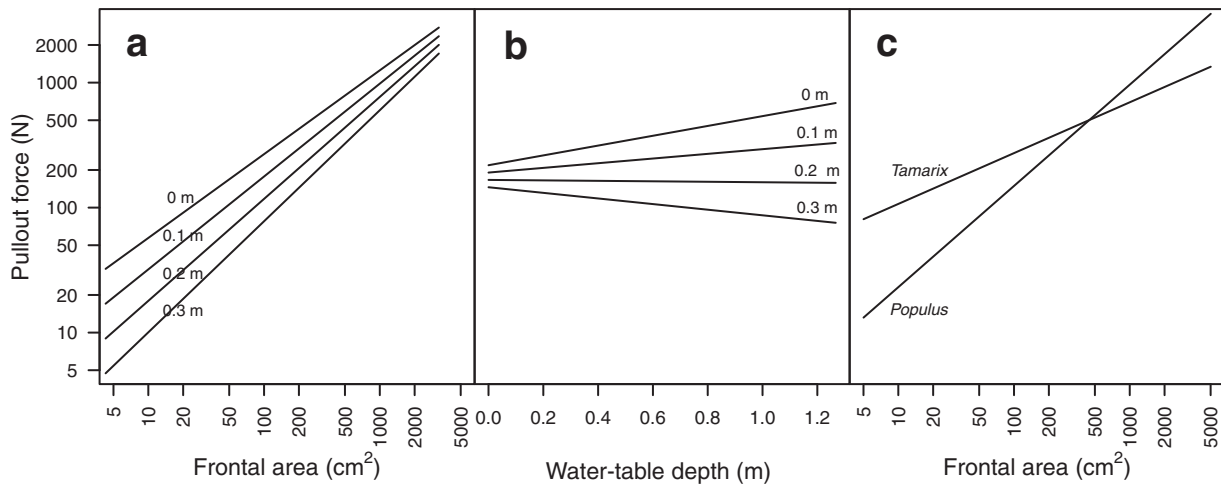 a
b
c
Pullout force (N)
2000
1000
500
200
100
50
20
10
5
0 m
0.1 m
0.2 m
0.3 m
5
10
20
50
100
200
500
1000
2000
5000
Frontal area (cm²)
0 m
0.1 m
0.2 m
0.3 m
0.0
0.2
0.4
0.6
0.8
1.0
1.2
Water-table depth (m)
Tamarix
Populus
5
10
20
50
100
200
500
1000
2000
5000
Frontal area (cm²)